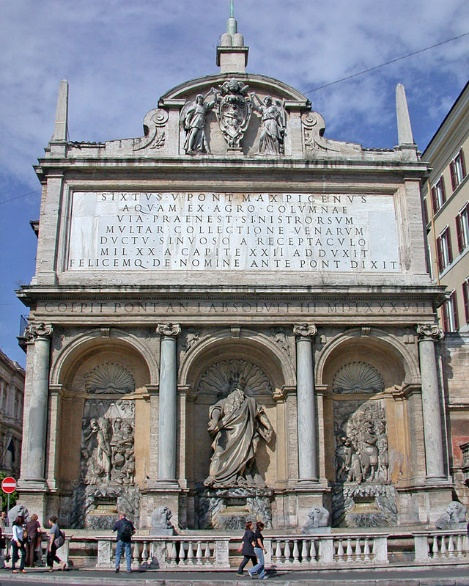 SIXTVS · V · PONT · MAX · PICENVS
AQVAM · EX · AGRO · COLVMNAE
VIA · PRAENEST · SINISTRORSVM
MVLTAR · COLLECTIONE · VENARVM
DVCTV · SINVOSO · A RECEPTACVLO
MIL · XX · A CAPITE · XXII · ADDVXIT
FELICEMQ · DE · NOMINE · ANTE PONT · DIXIT
COEPIT PONT AN I ABSOLVIT III MDLXXXVII